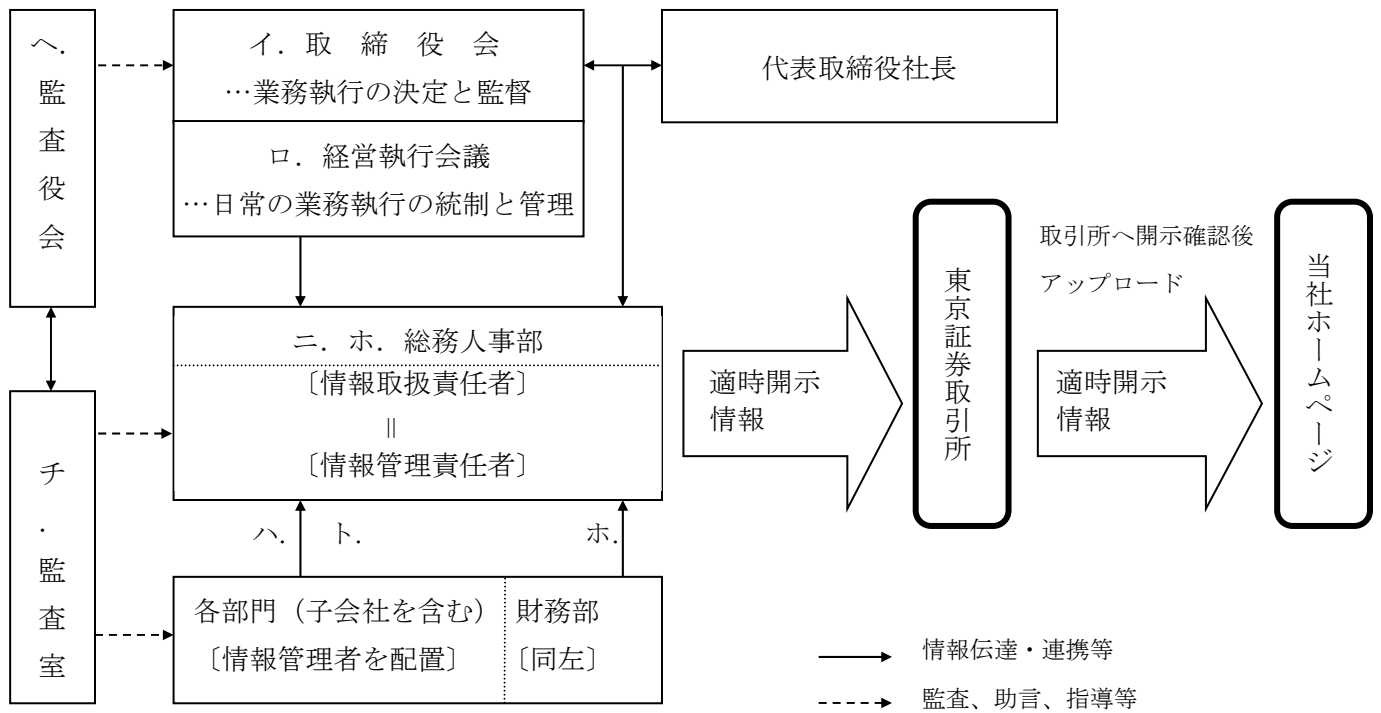 ヘ．監査役会
イ．取　締　役　会
…業務執行の決定と監督
代表取締役社長
ロ．経営執行会議
…日常の業務執行の統制と管理
ニ．ホ．総務人事部
〔情報取扱責任者〕
॥
〔情報管理責任者〕
適時開示
情報
東京証券取引所
取引所へ開示確認後
アップロード
適時開示
情報
当社ホームページ
チ．監査室
ハ．　ト．
ホ．
各部門（子会社を含む）
〔情報管理者を配置〕
財務部
〔同左〕
情報伝達・連携等
監査、助言、指導等